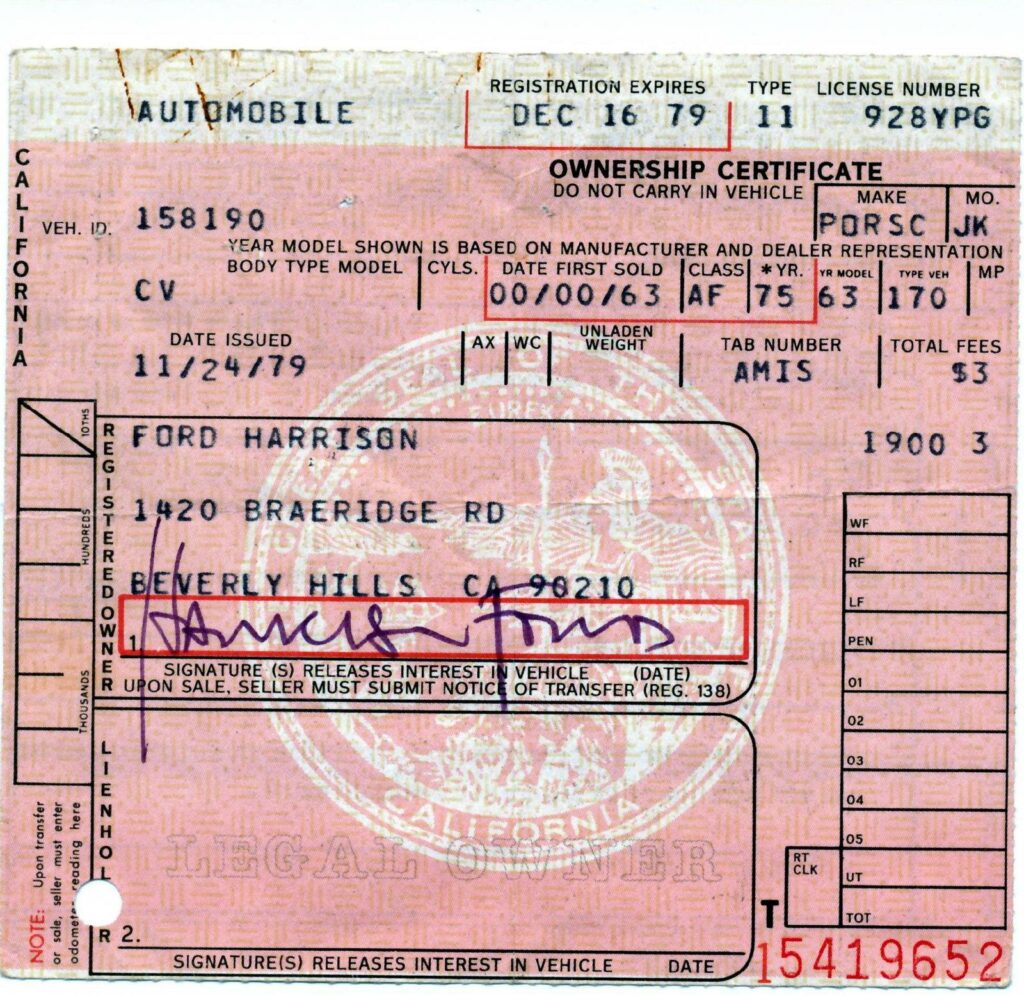 REGISTRATION EXPIRES TYPE LICENSE NUMBER
AUTOMOBILE DEC 16 79 11 928YPG
CALIFORNIA
OWNERSHIP CERTIFICATE
DO NOT CARRY IN VEHICLE
MAKE MO.
VEH. ID. 158190 PORSC JK
YEAR MODEL SHOWN IS BASED ON MANUFACTURER AND DEALER REPRESENTATION
BODY TYPE MODEL CYLS. DATE FIRST SOLD CLASS *YR. YR MODEL TYPE VEH MP
CV 00/00/63 AF 75 63 170
DATE ISSUED AX WC UNLADEN WEIGHT TAB NUMBER TOTAL FEES
11/24/79 AMIS $3
REGISTERED OWNER
FORD HARRISON 1900 3
1420 BRAERIDGE RD
BEVERLY HILLS CA 90210
1. Harrison Ford
SIGNATURE (S) RELEASES INTEREST IN VEHICLE (DATE)
UPON SALE, SELLER MUST SUBMIT NOTICE OF TRANSFER (REG. 138)
10THS
HUNDREDS
THOUSANDS
WF
RF
LF
PEN
01
02
03
04
05
UT
TOT
RT CLK
SEAL OF THE
EUREKA
CALIFORNIA
LEGAL OWNER
LIENHOL R
2.
SIGNATURE(S) RELEASES INTEREST IN VEHICLE DATE
NOTE: Upon transfer
or sale, seller must enter
odomete reading here
T 15419652